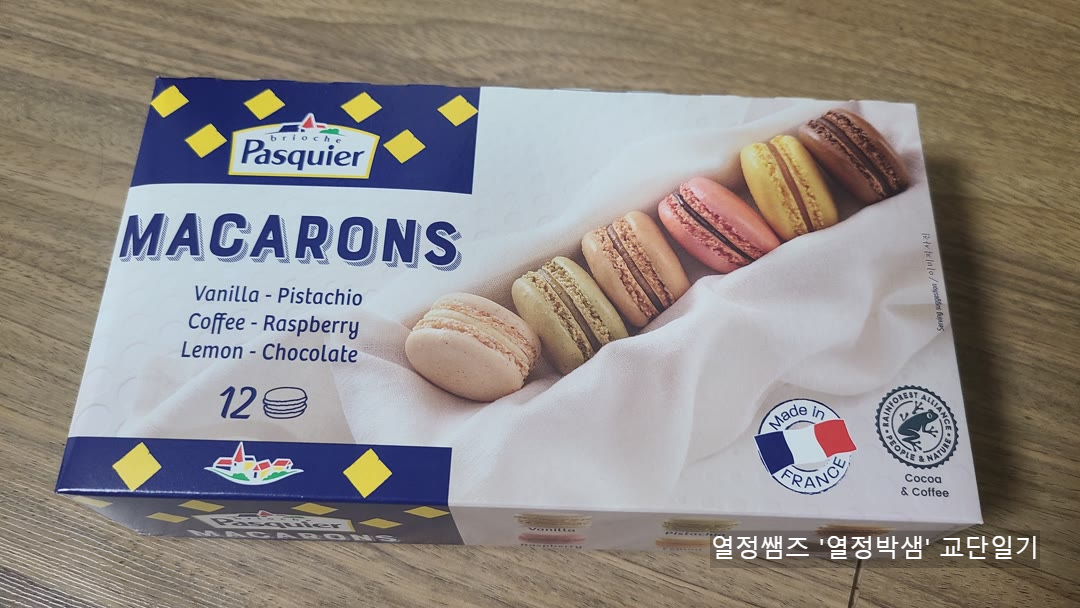 brioche
Pasquier
MACARONS
Vanilla - Pistachio
Coffee - Raspberry
Lemon - Chocolate
12
Made in
FRANCE
RAINFOREST ALLIANCE
PEOPLE & NATURE
Cocoa
& Coffee
Pasquier
MACARONS
Vanilla
Raspberry
열정쌤즈 '열정박샘' 교단일기